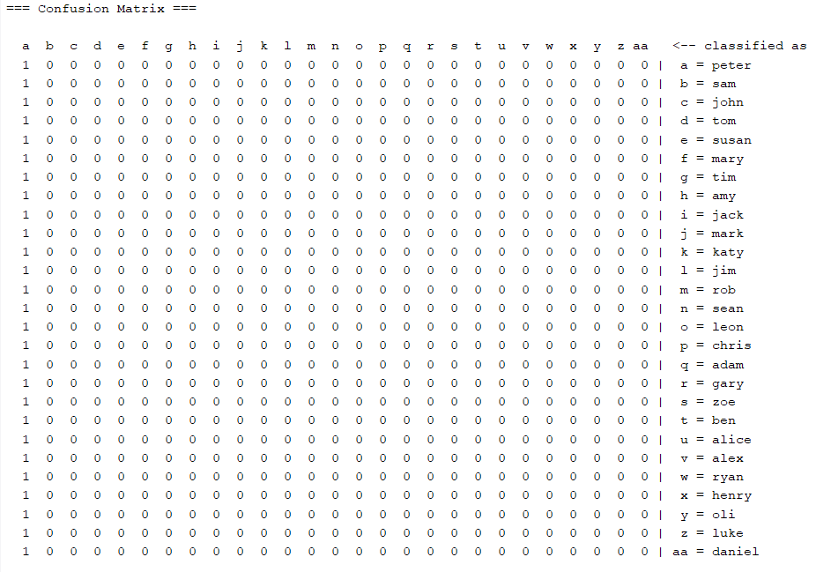 === Confusion Matrix ===
a b c d e f g h i j k l m n o p q r s t u v w x y z aa <-- classified as
1 0 0 0 0 0 0 0 0 0 0 0 0 0 0 0 0 0 0 0 0 0 0 0 0 0 0 | a = peter
1 0 0 0 0 0 0 0 0 0 0 0 0 0 0 0 0 0 0 0 0 0 0 0 0 0 0 | b = sam
1 0 0 0 0 0 0 0 0 0 0 0 0 0 0 0 0 0 0 0 0 0 0 0 0 0 0 | c = john
1 0 0 0 0 0 0 0 0 0 0 0 0 0 0 0 0 0 0 0 0 0 0 0 0 0 0 | d = tom
1 0 0 0 0 0 0 0 0 0 0 0 0 0 0 0 0 0 0 0 0 0 0 0 0 0 0 | e = susan
1 0 0 0 0 0 0 0 0 0 0 0 0 0 0 0 0 0 0 0 0 0 0 0 0 0 0 | f = mary
1 0 0 0 0 0 0 0 0 0 0 0 0 0 0 0 0 0 0 0 0 0 0 0 0 0 0 | g = tim
1 0 0 0 0 0 0 0 0 0 0 0 0 0 0 0 0 0 0 0 0 0 0 0 0 0 0 | h = amy
1 0 0 0 0 0 0 0 0 0 0 0 0 0 0 0 0 0 0 0 0 0 0 0 0 0 0 | i = jack
1 0 0 0 0 0 0 0 0 0 0 0 0 0 0 0 0 0 0 0 0 0 0 0 0 0 0 | j = mark
1 0 0 0 0 0 0 0 0 0 0 0 0 0 0 0 0 0 0 0 0 0 0 0 0 0 0 | k = katy
1 0 0 0 0 0 0 0 0 0 0 0 0 0 0 0 0 0 0 0 0 0 0 0 0 0 0 | l = jim
1 0 0 0 0 0 0 0 0 0 0 0 0 0 0 0 0 0 0 0 0 0 0 0 0 0 0 | m = rob
1 0 0 0 0 0 0 0 0 0 0 0 0 0 0 0 0 0 0 0 0 0 0 0 0 0 0 | n = sean
1 0 0 0 0 0 0 0 0 0 0 0 0 0 0 0 0 0 0 0 0 0 0 0 0 0 0 | o = leon
1 0 0 0 0 0 0 0 0 0 0 0 0 0 0 0 0 0 0 0 0 0 0 0 0 0 0 | p = chris
1 0 0 0 0 0 0 0 0 0 0 0 0 0 0 0 0 0 0 0 0 0 0 0 0 0 0 | q = adam
1 0 0 0 0 0 0 0 0 0 0 0 0 0 0 0 0 0 0 0 0 0 0 0 0 0 0 | r = gary
1 0 0 0 0 0 0 0 0 0 0 0 0 0 0 0 0 0 0 0 0 0 0 0 0 0 0 | s = zoe
1 0 0 0 0 0 0 0 0 0 0 0 0 0 0 0 0 0 0 0 0 0 0 0 0 0 0 | t = ben
1 0 0 0 0 0 0 0 0 0 0 0 0 0 0 0 0 0 0 0 0 0 0 0 0 0 0 | u = alice
1 0 0 0 0 0 0 0 0 0 0 0 0 0 0 0 0 0 0 0 0 0 0 0 0 0 0 | v = alex
1 0 0 0 0 0 0 0 0 0 0 0 0 0 0 0 0 0 0 0 0 0 0 0 0 0 0 | w = ryan
1 0 0 0 0 0 0 0 0 0 0 0 0 0 0 0 0 0 0 0 0 0 0 0 0 0 0 | x = henry
1 0 0 0 0 0 0 0 0 0 0 0 0 0 0 0 0 0 0 0 0 0 0 0 0 0 0 | y = oli
1 0 0 0 0 0 0 0 0 0 0 0 0 0 0 0 0 0 0 0 0 0 0 0 0 0 0 | z = luke
1 0 0 0 0 0 0 0 0 0 0 0 0 0 0 0 0 0 0 0 0 0 0 0 0 0 0 | aa = daniel